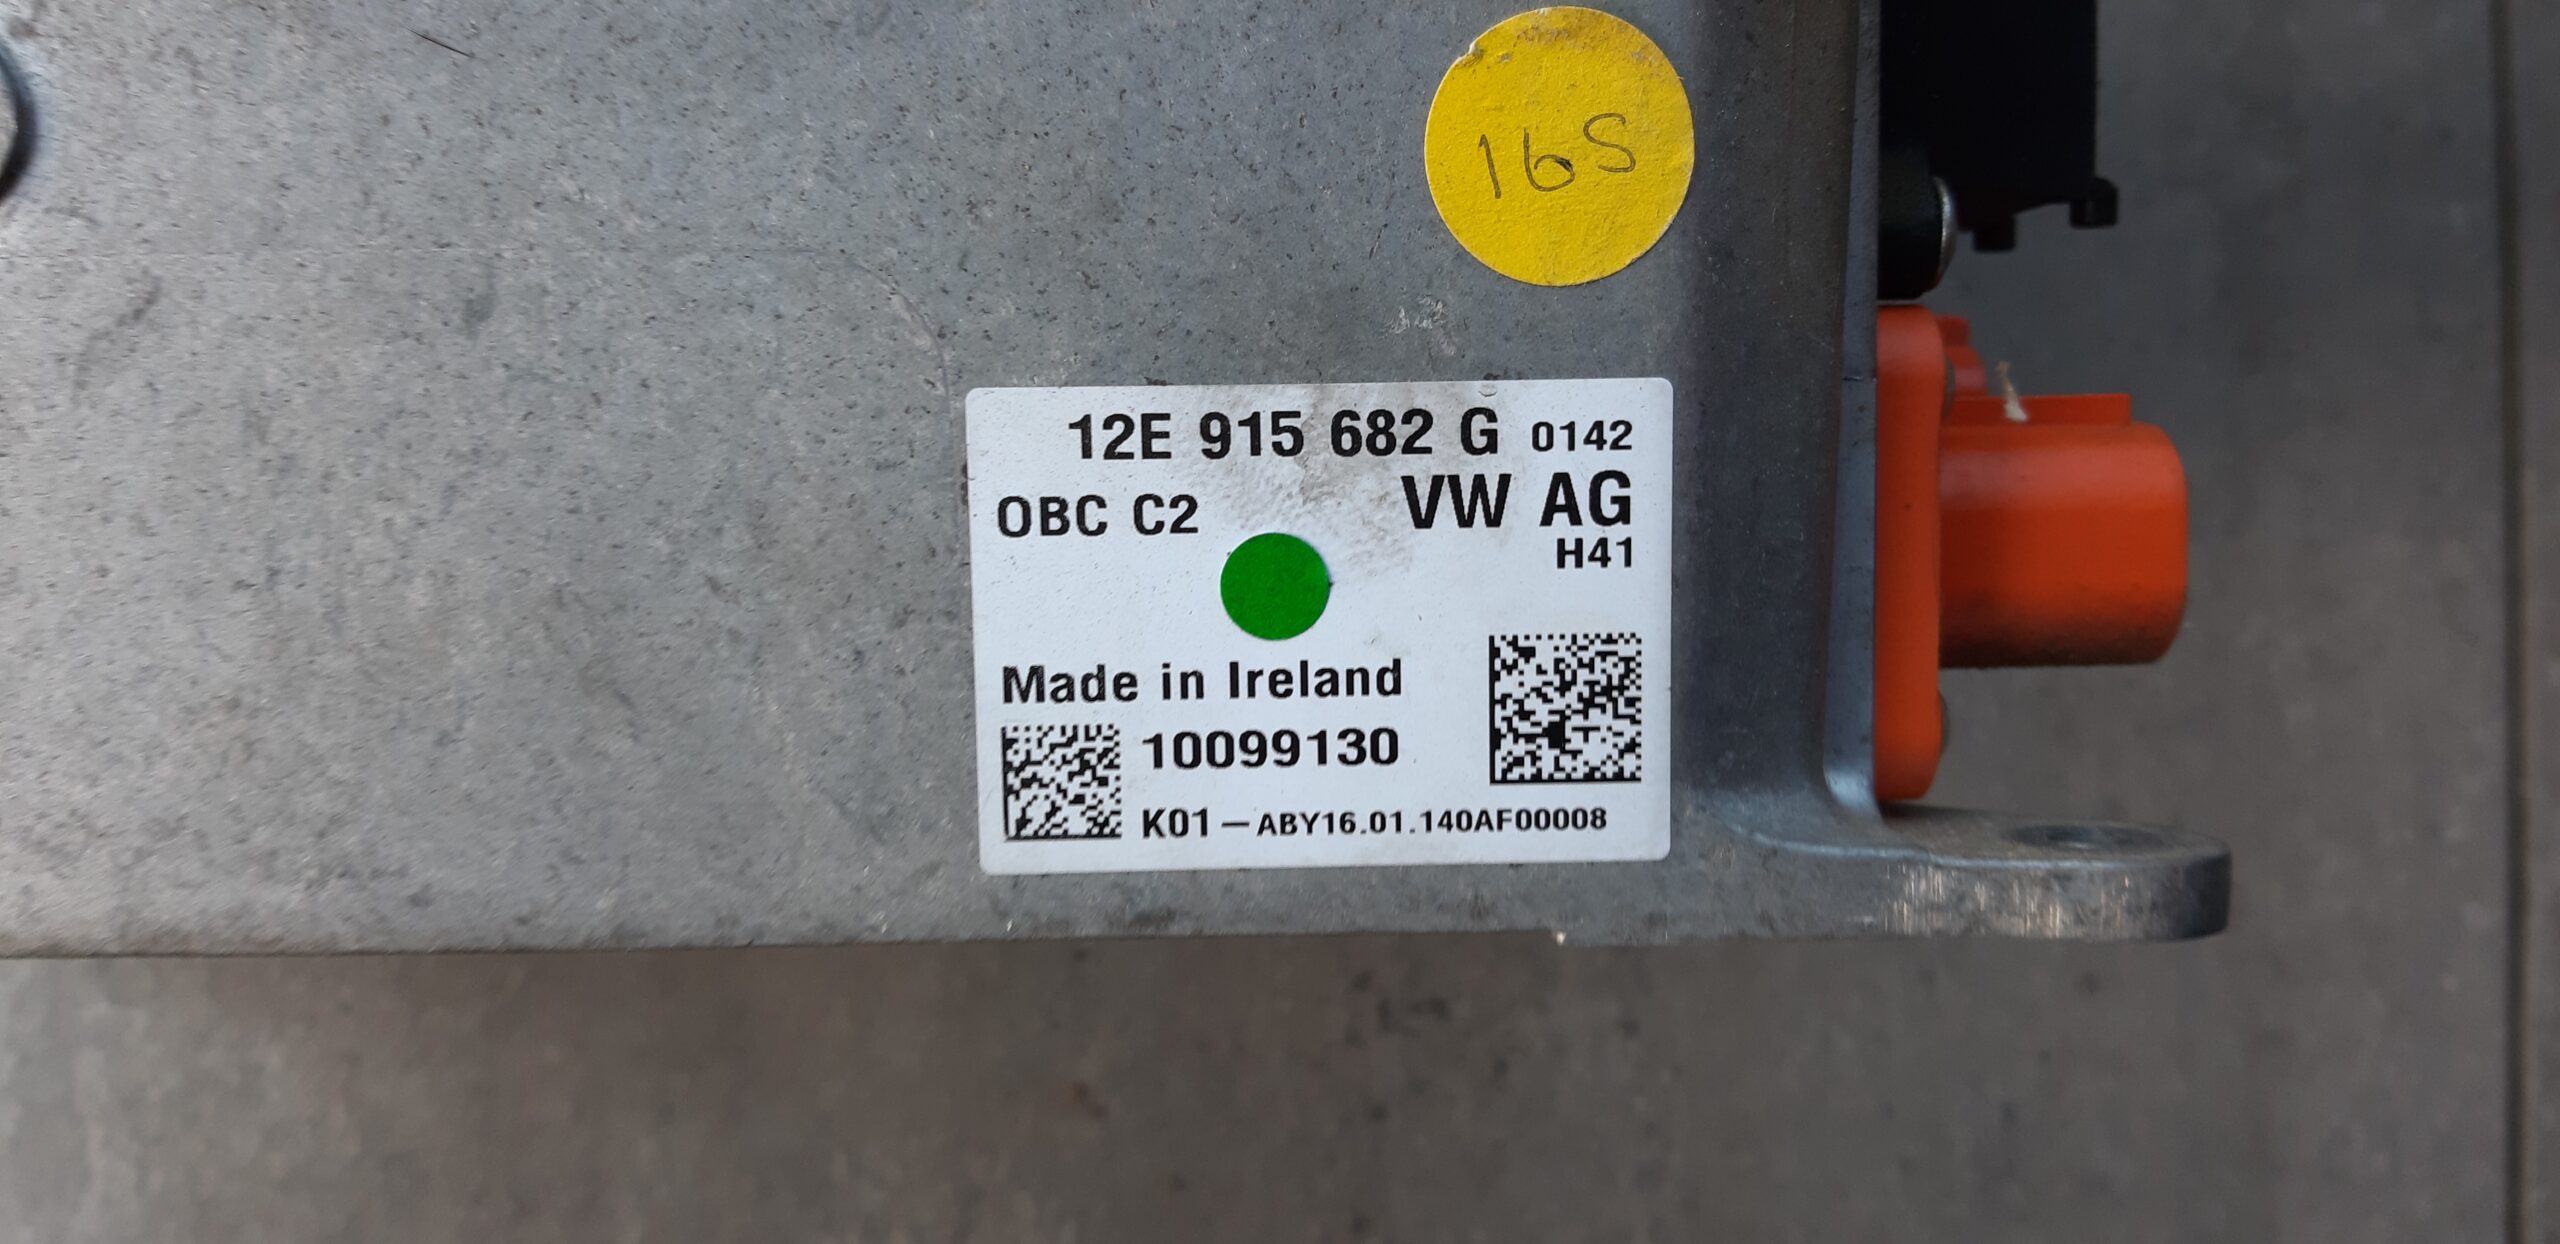 16S
12E 915 682 G 0142
OBC C2 VW AG
H41
Made in Ireland
10099130
K01 — ABY16.01.140AF00008